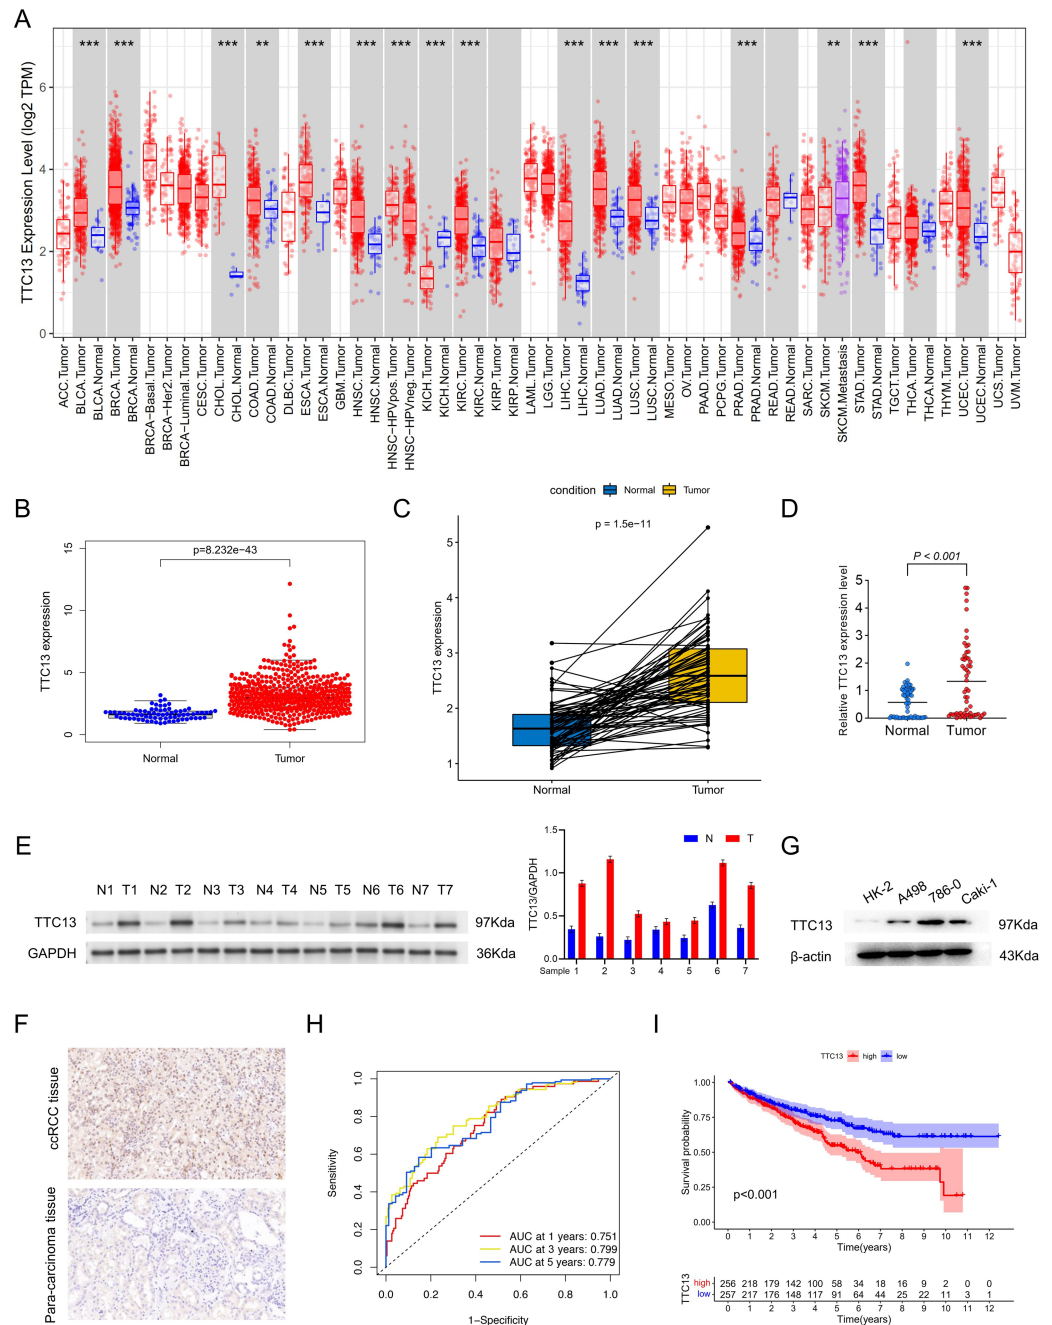 A
TTC13 Expression Level (log2 TPM)
*** *** *** ** *** *** *** *** *** *** *** *** *** ** *** ***
6
4
2
0
ACC.Tumor
BLCA.Tumor
BLCA.Normal
BRCA.Tumor
BRCA.Normal
BRCA-Basal.Tumor
BRCA-Her2.Tumor
BRCA-Luminal.Tumor
CESC.Tumor
CHOL.Tumor
CHOL.Normal
COAD.Tumor
COAD.Normal
DLBC.Tumor
ESCA.Tumor
ESCA.Normal
GBM.Tumor
HNSC.Tumor
HNSC.Normal
HNSC-HPVpos.Tumor
HNSC-HPVneg.Tumor
KICH.Tumor
KICH.Normal
KIRC.Tumor
KIRC.Normal
KIRP.Tumor
KIRP.Normal
LAML.Tumor
LGG.Tumor
LIHC.Tumor
LIHC.Normal
LUAD.Tumor
LUAD.Normal
LUSC.Tumor
LUSC.Normal
MESO.Tumor
OV.Tumor
PAAD.Tumor
PCPG.Tumor
PRAD.Tumor
PRAD.Normal
READ.Tumor
READ.Normal
SARC.Tumor
SKCM.Tumor
SKCM.Metastasis
STAD.Tumor
STAD.Normal
TGCT.Tumor
THCA.Tumor
THCA.Normal
THYM.Tumor
UCEC.Tumor
UCEC.Normal
UCS.Tumor
UVM.Tumor
B
TTC13 expression
p=8.232e-43
15
10
5
0
Normal Tumor
C
condition Normal Tumor
p = 1.5e-11
TTC13 expression
5
4
3
2
1
Normal Tumor
D
P < 0.001
Relative TTC13 expression level
5
4
3
2
1
0
Normal Tumor
E
N1 T1 N2 T2 N3 T3 N4 T4 N5 T5 N6 T6 N7 T7
TTC13 97Kda
GAPDH 36Kda
TTC13/GAPDH
N T
1.5
1.0
0.5
0.0
Sample 1 2 3 4 5 6 7
G
HK-2 A498 786-0 Caki-1
TTC13 97Kda
β-actin 43Kda
F
ccRCC tissue
Para-carcinoma tissue
H
Sensitivity
1.0
0.8
0.6
0.4
0.2
0.0
AUC at 1 years: 0.751
AUC at 3 years: 0.799
AUC at 5 years: 0.779
0.0 0.2 0.4 0.6 0.8 1.0
1-Specificity
I
TTC13 high low
Survival probability
1.00
0.75
0.50
0.25
0.00
p<0.001
0 1 2 3 4 5 6 7 8 9 10 11 12
Time(years)
TTC13
high 256 218 179 142 100 58 34 18 16 9 2 0 0
low 257 217 176 148 117 91 64 44 25 22 11 3 1
0 1 2 3 4 5 6 7 8 9 10 11 12
Time(years)